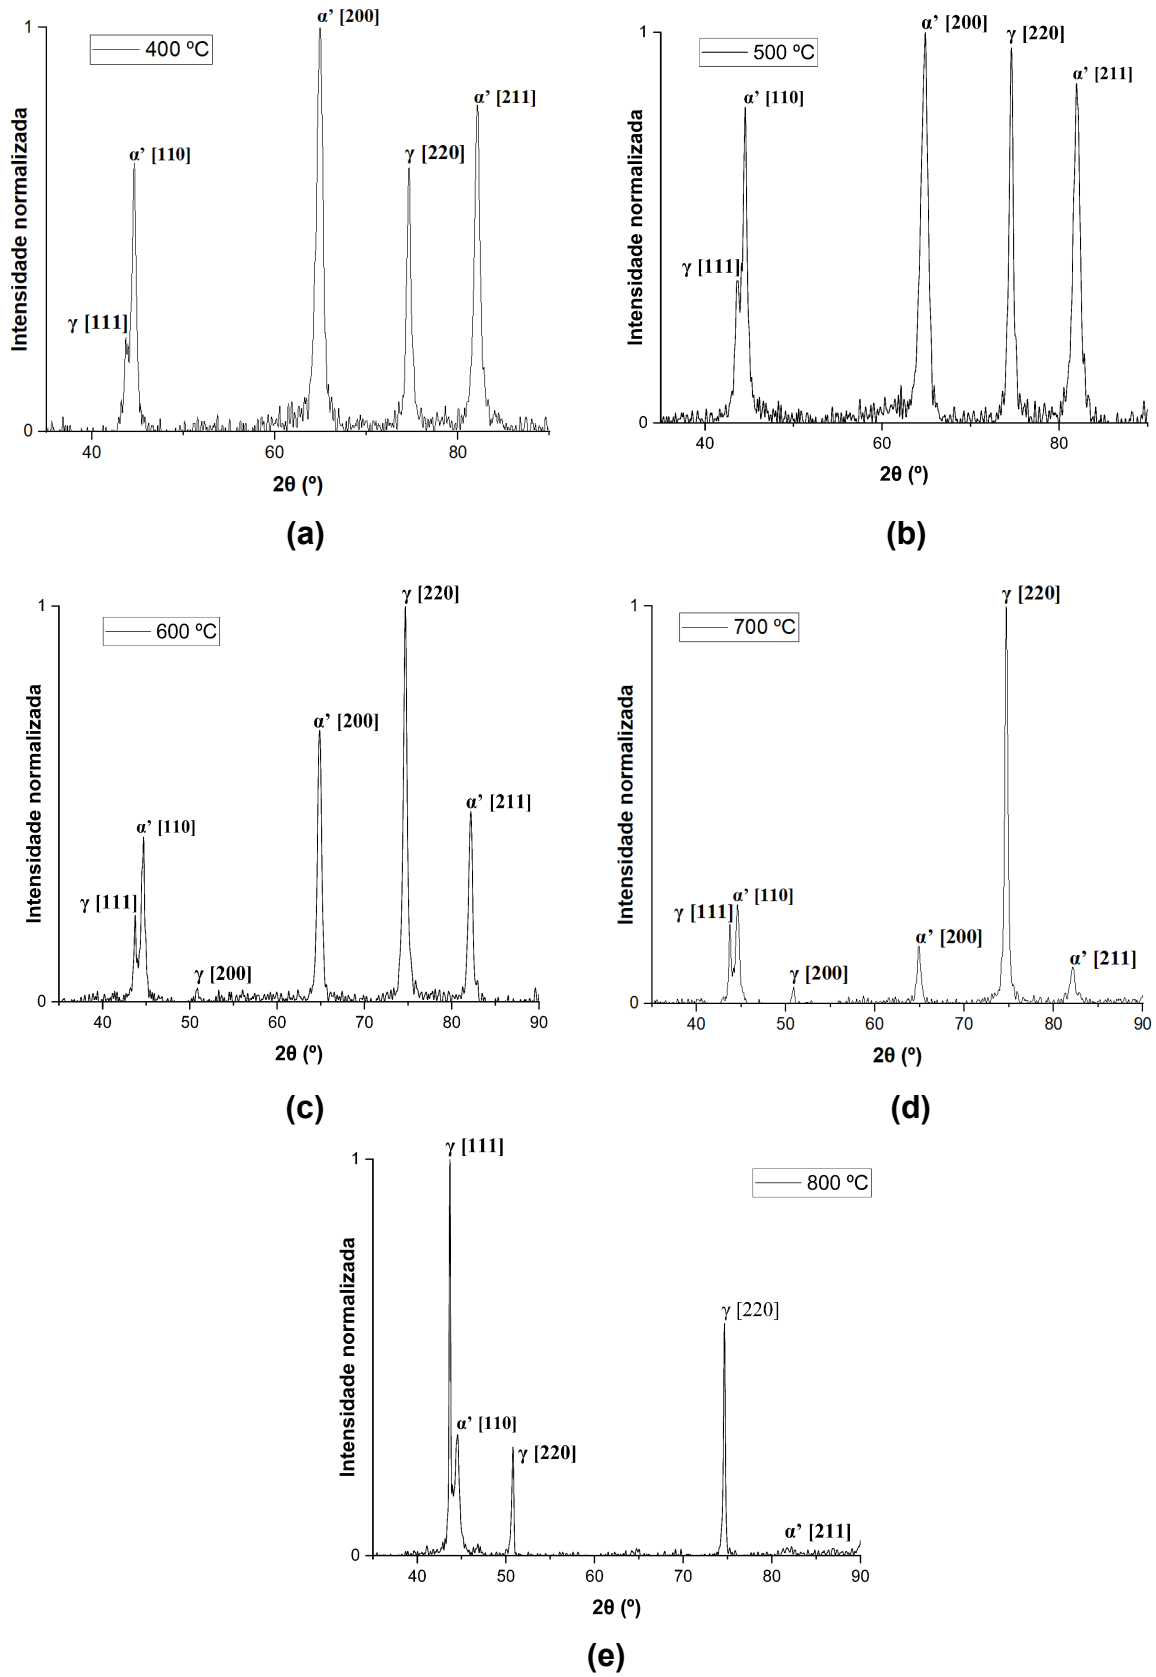 α’ [200]
1
400 ºC
α’ [211]
α’ [110]
γ [220]
γ [111]
Intensidade normalizada
0
40
60
80
2θ (º)
(a)
α’ [200]
1
γ [220]
500 ºC
α’ [211]
α’ [110]
γ [111]
Intensidade normalizada
0
40
60
80
2θ (º)
(b)
γ [220]
1
600 ºC
α’ [200]
α’ [211]
α’ [110]
γ [111]
γ [200]
Intensidade normalizada
0
40
50
60
70
80
90
2θ (º)
(c)
γ [220]
1
700 ºC
α’ [110]
γ [111]
α’ [200]
α’ [211]
γ [200]
Intensidade normalizada
0
40
50
60
70
80
90
2θ (º)
(d)
γ [111]
1
800 ºC
γ [220]
α’ [110]
γ [220]
α’ [211]
Intensidade normalizada
0
40
50
60
70
80
90
2θ (º)
(e)